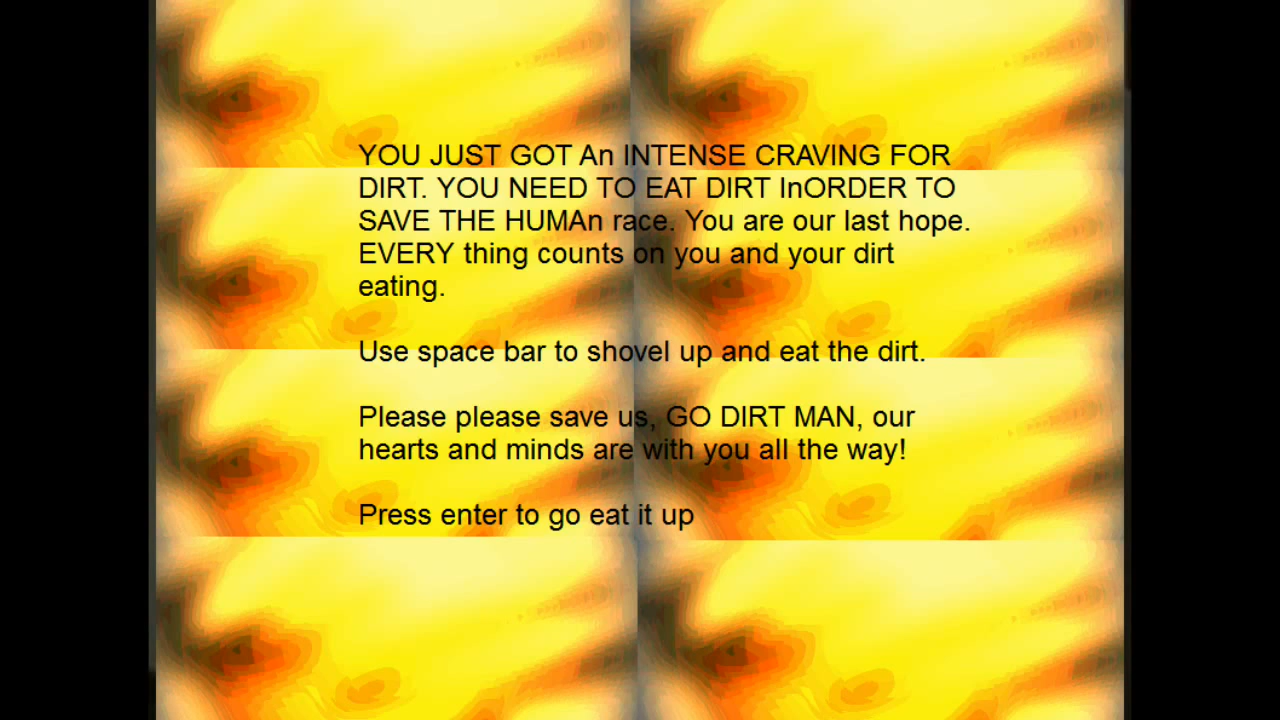 YOU JUST GOT An INTENSE CRAVING FOR
DIRT. YOU NEED TO EAT DIRT InORDER TO
SAVE THE HUMAn race. You are our last hope.
EVERY thing counts on you and your dirt
eating.
Use space bar to shovel up and eat the dirt.
Please please save us, GO DIRT MAN, our
hearts and minds are with you all the way!
Press enter to go eat it up